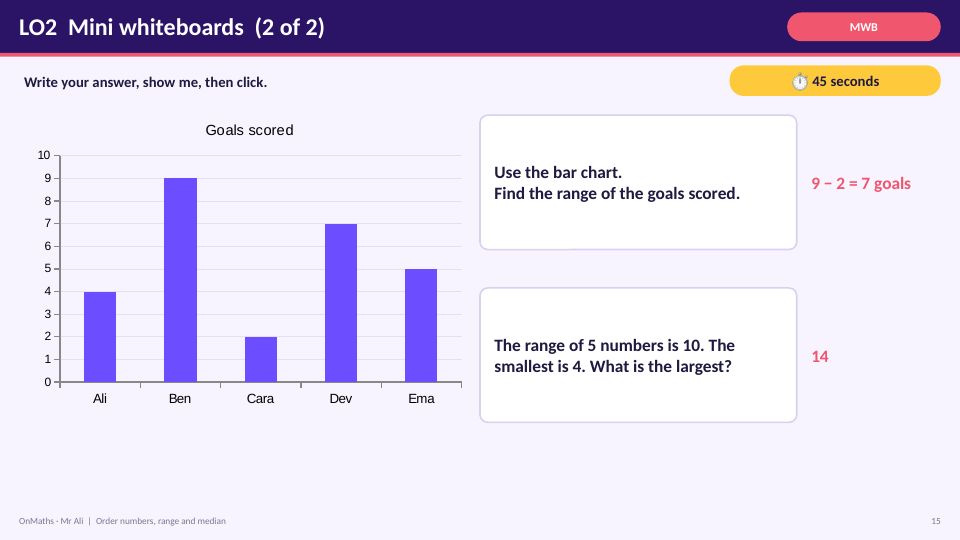 LO2 Mini whiteboards (2 of 2)
MWB
Write your answer, show me, then click.
⏱️ 45 seconds
Goals scored
10
9
8
7
6
5
4
3
2
1
0
Ali Ben Cara Dev Ema
Use the bar chart.
Find the range of the goals scored.
9 − 2 = 7 goals
The range of 5 numbers is 10. The
smallest is 4. What is the largest?
14
OnMaths - Mr Ali | Order numbers, range and median
15